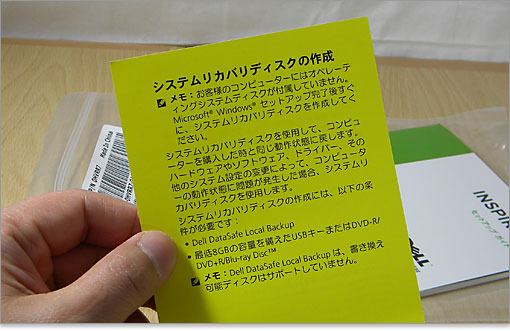 システムリカバリディスクの作成
メモ：お客様のコンピューターにはオペレーテ
ィングシステムディスクが付属していません。
Microsoft® Windows® セットアップ完了後すぐ
に、システムリカバリディスクを作成してく
ださい。
システムリカバリディスクを使用して、コンピュ
ーターを購入した時と同じ動作状態に戻します。
ハードウェアやソフトウェア、ドライバー、その
他のシステム設定の変更によって、コンピュータ
ーの動作状態に問題が発生した場合、システムリ
カバリディスクを使用します。
システムリカバリディスクの作成には、以下の条
件が必要です：
• Dell DataSafe Local Backup
• 最低8GBの容量を備えたUSBキーまたはDVD-R/
DVD+R/Blu-ray Disc™
メモ：Dell DataSafe Local Backup は、書き換え
可能ディスクはサポートしていません。
Made in China
INSPIR
セットアップガイド
ELL